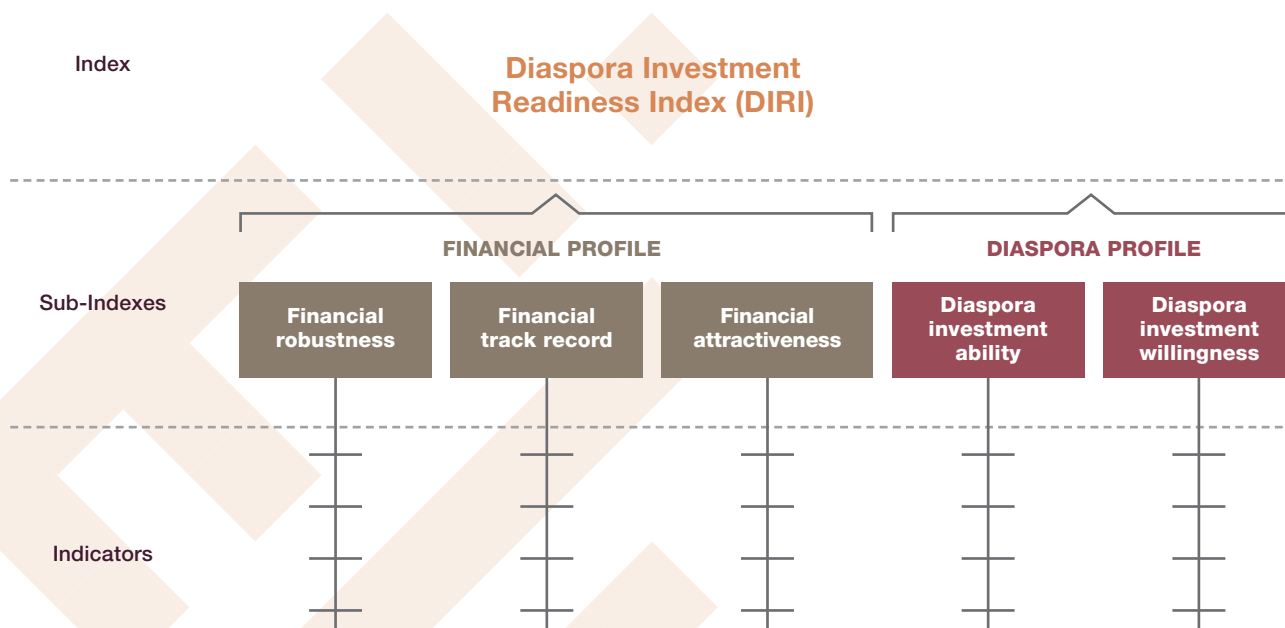 Index
Diaspora Investment
Readiness Index (DIRI)
FINANCIAL PROFILE
DIASPORA PROFILE
Sub-Indexes
Financial
robustness
Financial
track record
Financial
attractiveness
Diaspora
investment
ability
Diaspora
investment
willingness
Indicators